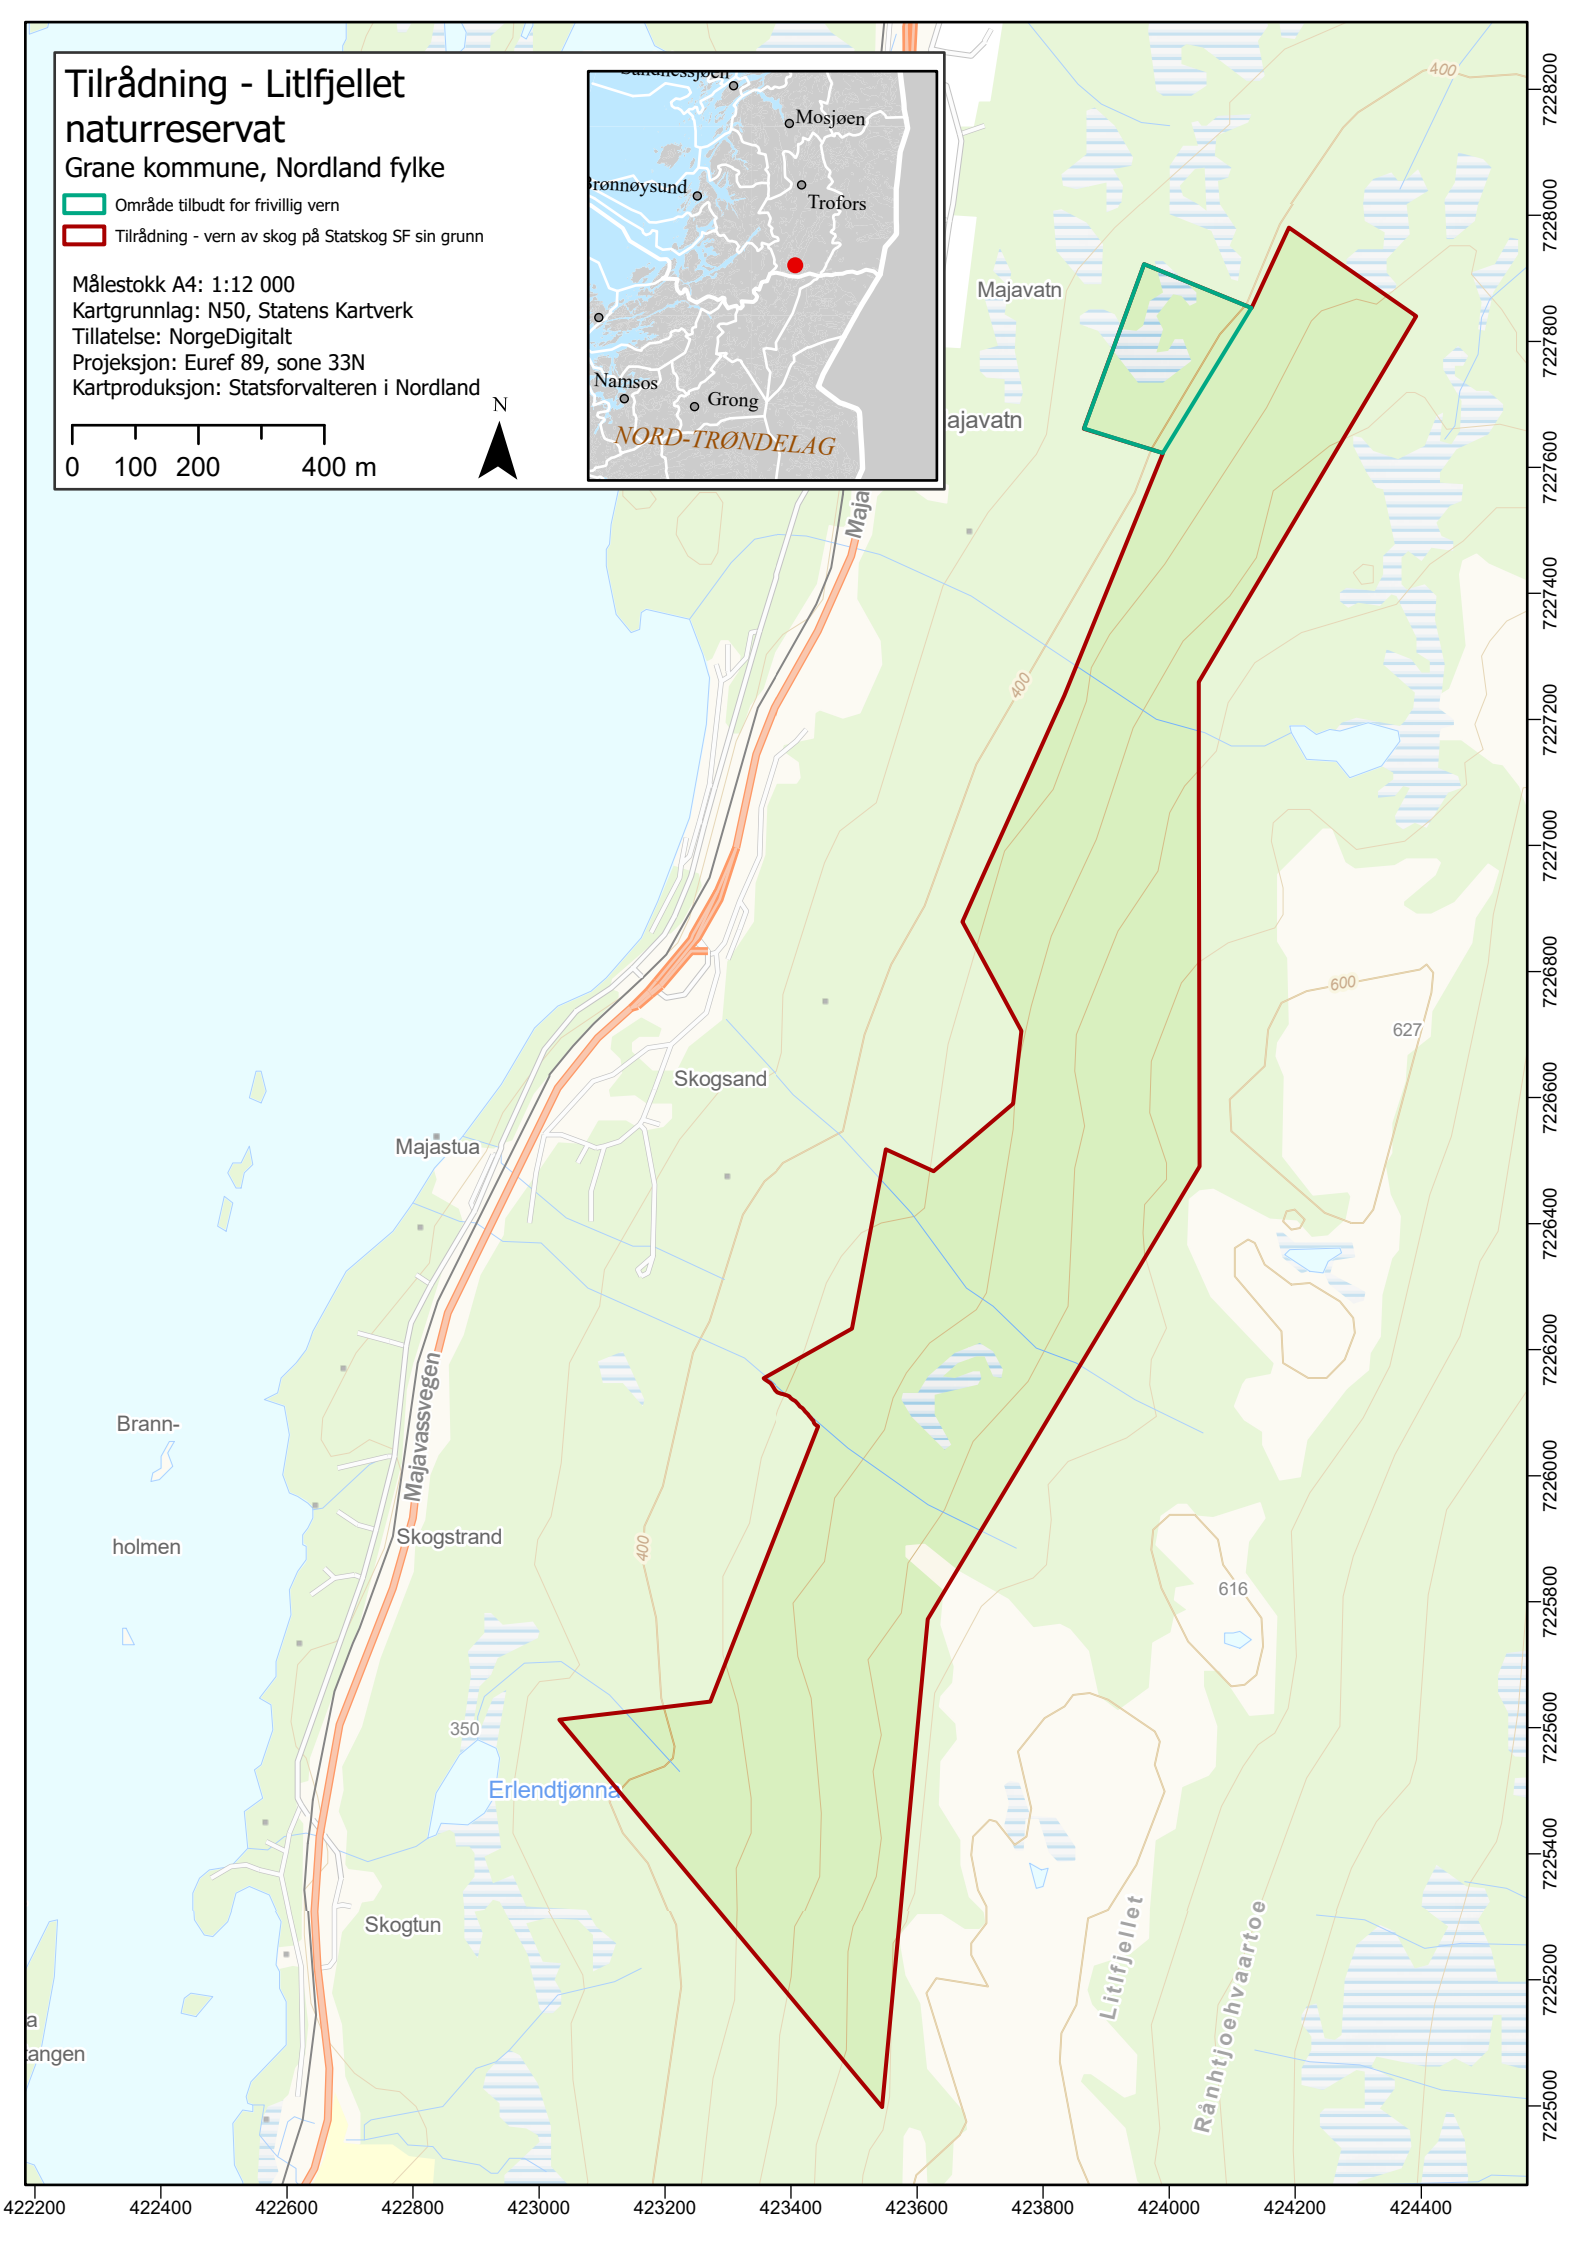 Tilrådning - Litlfjellet
naturreservat
Grane kommune, Nordland fylke
Område tilbudt for frivillig vern
Tilrådning - vern av skog på Statskog SF sin grunn
Målestokk A4: 1:12 000
Kartgrunnlag: N50, Statens Kartverk
Tillatelse: NorgeDigitalt
Projeksjon: Euref 89, sone 33N
Kartproduksjon: Statsforvalteren i Nordland
N
0 100 200 400 m
Mosjøen
rønnøysund
Trofors
Namsos
Grong
NORD-TRØNDELAG
400
Majavatn
ajavatn
Maja
400
600
627
Skogsand
Majastua
Majavassvegen
Brann-
holmen
Skogstrand
400
616
350
Erlendtjønna
Skogtun
Litlfjellet
Rånhtjoehvaartoe
a
angen
7228200
7228000
7227800
7227600
7227400
7227200
7227000
7226800
7226600
7226400
7226200
7226000
7225800
7225600
7225400
7225200
7225000
422200 422400 422600 422800 423000 423200 423400 423600 423800 424000 424200 424400